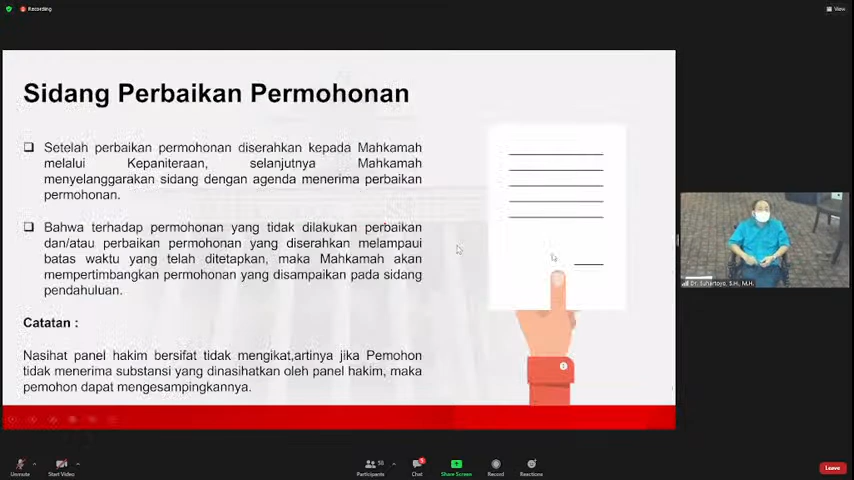 Recording
View
Sidang Perbaikan Permohonan
Setelah perbaikan permohonan diserahkan kepada Mahkamah
melalui Kepaniteraan, selanjutnya Mahkamah
menyelanggarakan sidang dengan agenda menerima perbaikan
permohonan.
Bahwa terhadap permohonan yang tidak dilakukan perbaikan
dan/atau perbaikan permohonan yang diserahkan melampaui
batas waktu yang telah ditetapkan, maka Mahkamah akan
mempertimbangkan permohonan yang disampaikan pada sidang
pendahuluan.
Catatan :
Nasihat panel hakim bersifat tidak mengikat,artinya jika Pemohon
tidak menerima substansi yang dinasihatkan oleh panel hakim, maka
pemohon dapat mengesampingkannya.
Dr. Suhartoyo, S.H., M.H.
Unmute
Start Video
Participants
Chat
Share Screen
Record
Reactions
Leave